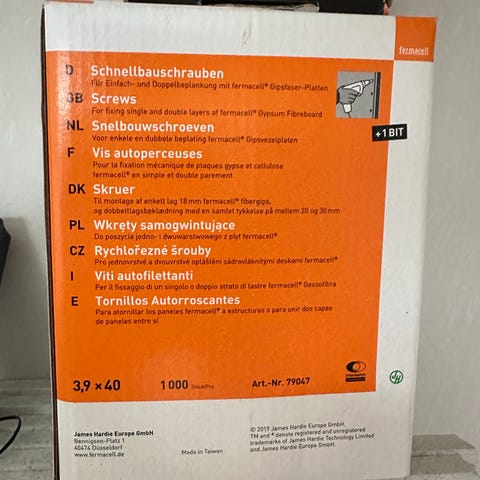 fermacell
D Schnellbauschrauben
Für Einfach- und Doppelbeplankung mit fermacell® Gipsfaser-Platten
GB Screws
For fixing single and double layers of fermacell® Gypsum Fibreboard
+1 BIT
NL Snelbouwschroeven
Voor enkele en dubbele beplating fermacell® Gipsvezelplaten
F Vis autoperceuses
Pour la fixation mécanique de plaques gypse et cellulose
fermacell® en simple et double parement
DK Skruer
Til montage af enkelt lag 18 mm fermacell® fibergips,
og dobbeltlagsbeklædning med en samlet tykkelse på mellem 20 og 30 mm
PL Wkręty samogwintujące
Do poszycia jedno- i dwuwarstwowego z płyt fermacell®
CZ Rychlořezné šrouby
Pro jednovrstvé a dvouvrstvé opláštění sádrovláknitými deskami fermacell®
I Viti autofilettanti
Per il fissaggio di un singolo o doppio strato di lastre fermacell® Gessofibra
E Tornillos Autorroscantes
Para atornillar los paneles fermacell® a estructuras o para unir dos capas
de paneles entre sí
3,9 × 40 1 000 Stück/Pcs Art.-Nr. 79047
James Hardie Europe GmbH
Bennigsen-Platz 1
40474 Düsseldorf
www.fermacell.de
Made in Taiwan
© 2019 James Hardie Europe GmbH.
TM and ® denote registered and unregistered
trademarks of James Hardie Technology Limited
and James Hardie Europe GmbH.